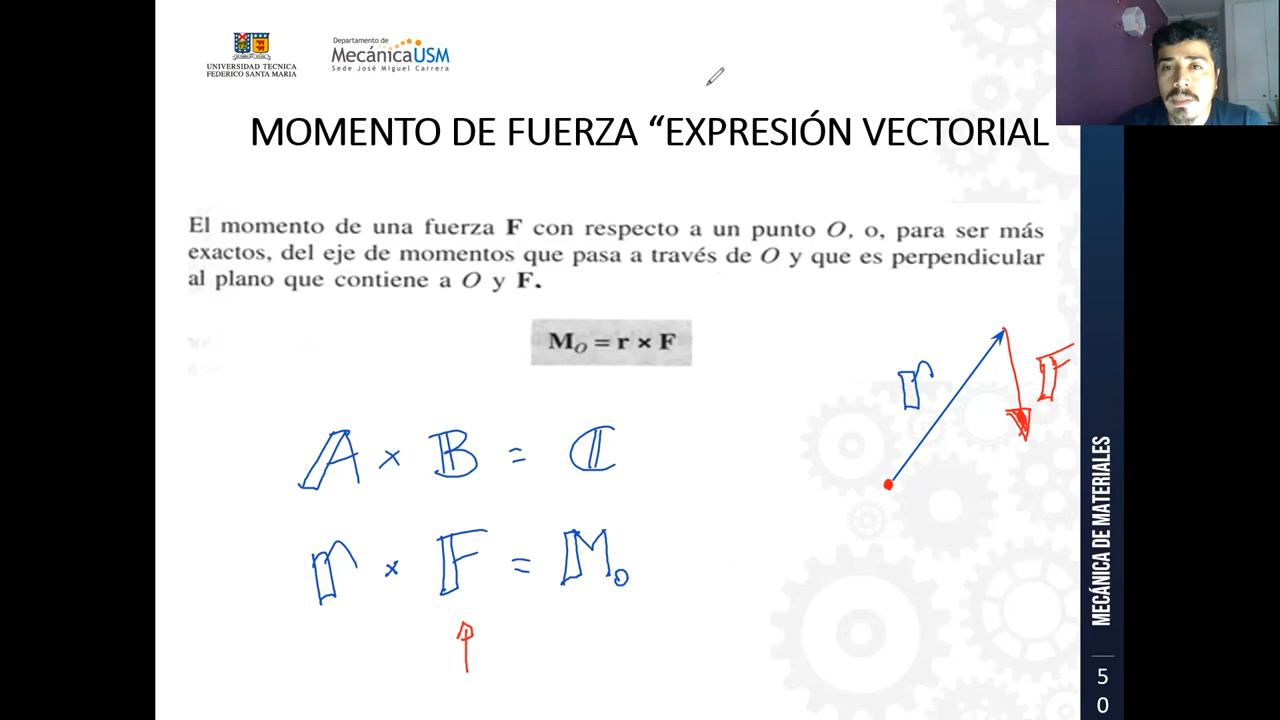 UNIVERSIDAD TECNICA
FEDERICO SANTA MARIA
Departamento de
MecánicaUSM
Sede José Miguel Carrera
MOMENTO DE FUERZA “EXPRESIÓN VECTORIAL
El momento de una fuerza F con respecto a un punto O, o, para ser más
exactos, del eje de momentos que pasa a través de O y que es perpendicular
al plano que contiene a O y F.
M_O = r × F
r
F
A × B = C
r × F = M_O
MECÁNICA DE MATERIALES
5
0